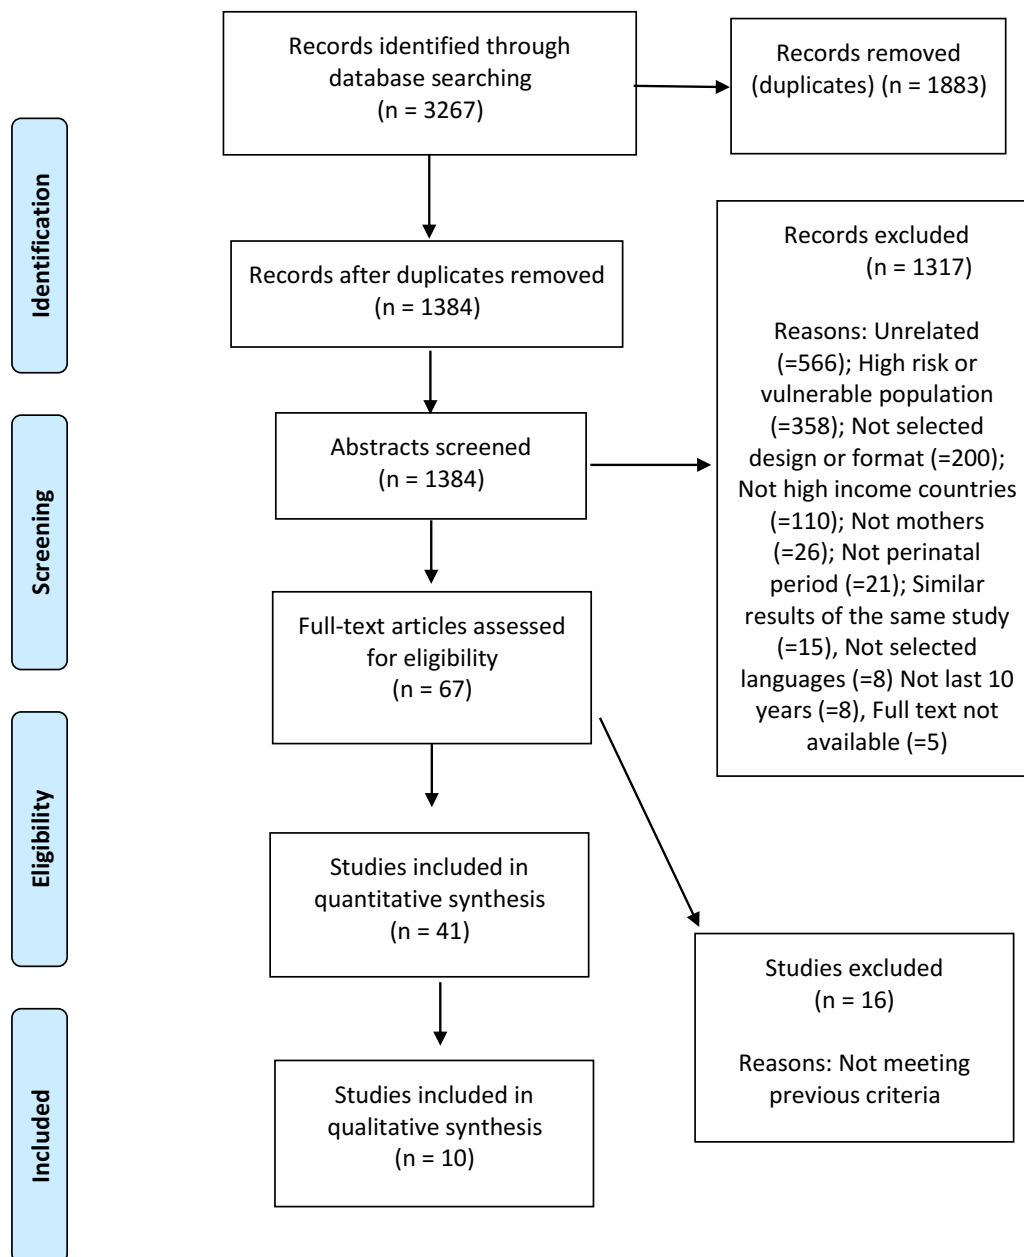 Records identified through
database searching
(n = 3267)
Records removed
(duplicates) (n = 1883)
Identification
Records after duplicates removed
(n = 1384)
Records excluded
(n = 1317)
Reasons: Unrelated
(=566); High risk or
vulnerable population
(=358); Not selected
design or format (=200);
Not high income countries
(=110); Not mothers
(=26); Not perinatal
period (=21); Similar
results of the same study
(=15), Not selected
languages (=8) Not last 10
years (=8), Full text not
available (=5)
Screening
Abstracts screened
(n = 1384)
Full-text articles assessed
for eligibility
(n = 67)
Eligibility
Studies included in
quantitative synthesis
(n = 41)
Studies excluded
(n = 16)
Reasons: Not meeting
previous criteria
Included
Studies included in
qualitative synthesis
(n = 10)